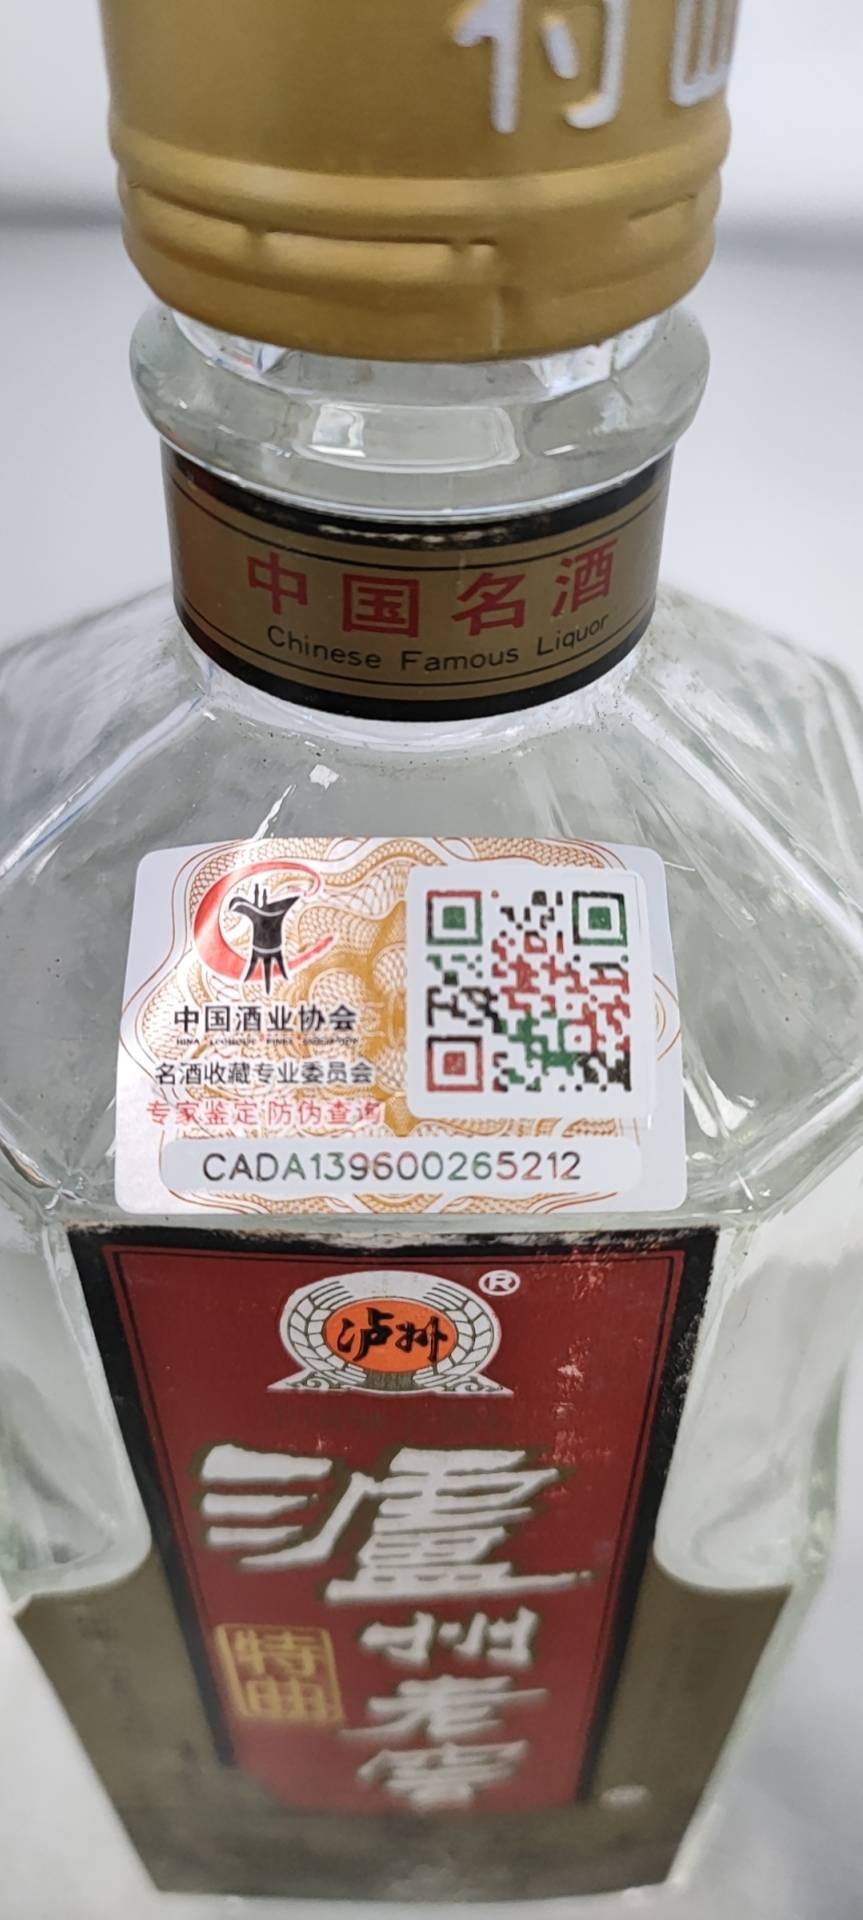 中国名酒
Chinese Famous Liquor
中国酒业协会
名酒收藏专业委员会
专家鉴定 防伪查询
CADA139600265212
泸州
®
泸州老窖
特曲